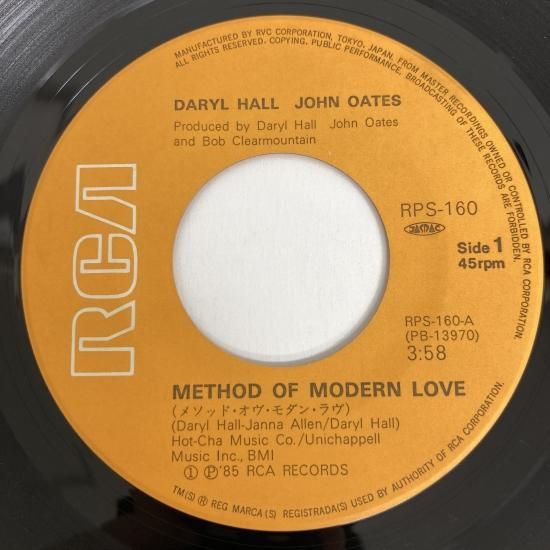 MANUFACTURED BY RVC CORPORATION, TOKYO, JAPAN. FROM MASTER RECORDINGS OWNED OR CONTROLLED BY RCA CORPORATION.
ALL RIGHTS RESERVED. COPYING, PUBLIC PERFORMANCE, BROADCASTING OF THESE RECORDS ARE FORBIDDEN.
DARYL HALL JOHN OATES
Produced by Daryl Hall John Oates
and Bob Clearmountain
RCA
RPS-160
JASRAC
Side 1
45rpm
RPS-160-A
(PB-13970)
3:58
METHOD OF MODERN LOVE
(メソッド・オヴ・モダン・ラヴ)
(Daryl Hall-Janna Allen/Daryl Hall)
Hot-Cha Music Co./Unichappell
Music Inc., BMI
① Ⓟ'85 RCA RECORDS
TM(S) ® REG MARCA(S) REGISTRADA(S) USED BY AUTHORITY OF RCA CORPORATION.